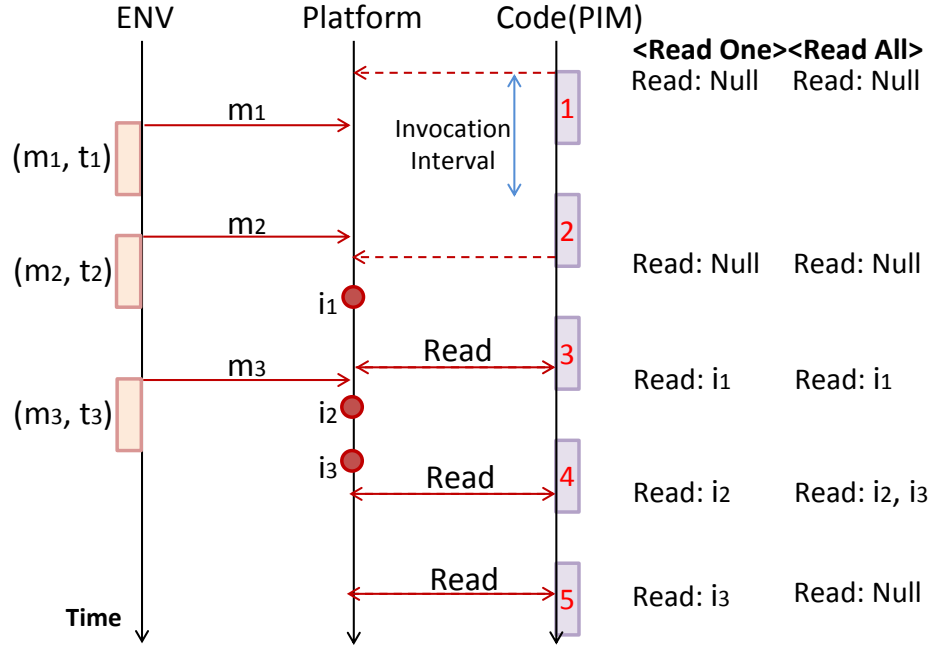 ENV Platform Code(PIM)
<Read One> <Read All>
Read: Null Read: Null
1
m1
Invocation
Interval
(m1, t1)
m2
2
(m2, t2)
Read: Null Read: Null
i1
Read
3
m3
Read: i1 Read: i1
(m3, t3)
i2
i3
Read
4
Read: i2 Read: i2, i3
Read
5
Read: i3 Read: Null
Time